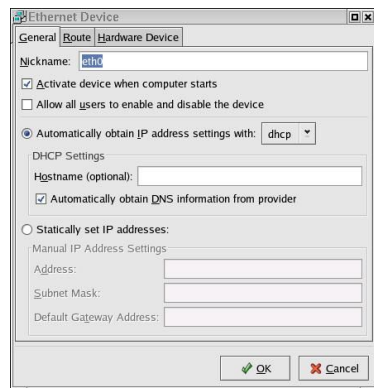 Ethernet Device
General Route Hardware Device
Nickname: eth0
Activate device when computer starts
Allow all users to enable and disable the device
Automatically obtain IP address settings with: dhcp
DHCP Settings
Hostname (optional):
Automatically obtain DNS information from provider
Statically set IP addresses:
Manual IP Address Settings
Address:
Subnet Mask:
Default Gateway Address:
OK Cancel